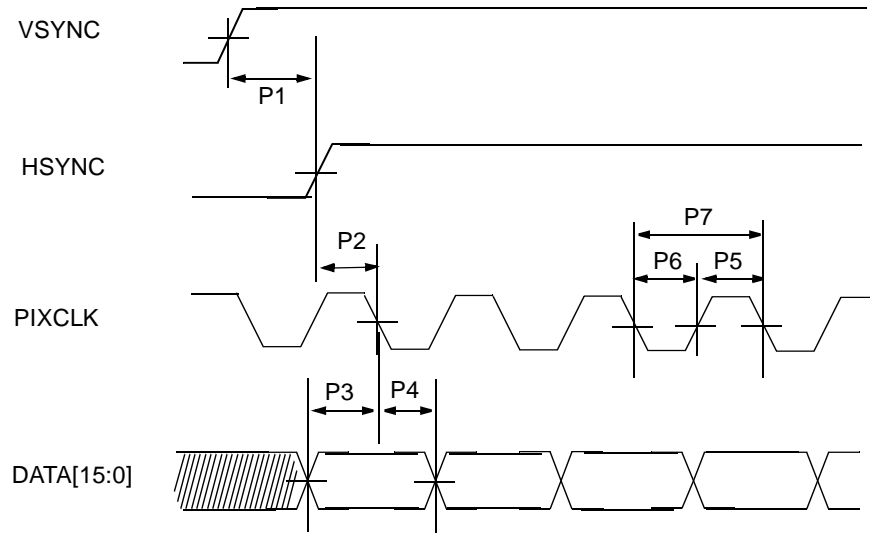 VSYNC
P1
HSYNC
P2
P7
P6 P5
PIXCLK
P3 P4
DATA[15:0]